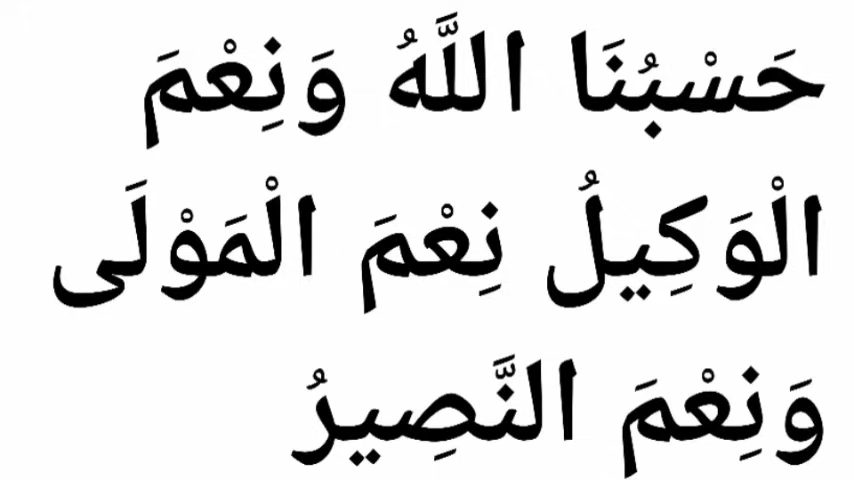 حَسْبُنَا اللَّهُ وَنِعْمَ
الْوَكِيلُ نِعْمَ الْمَوْلَى
وَنِعْمَ النَّصِيرُ